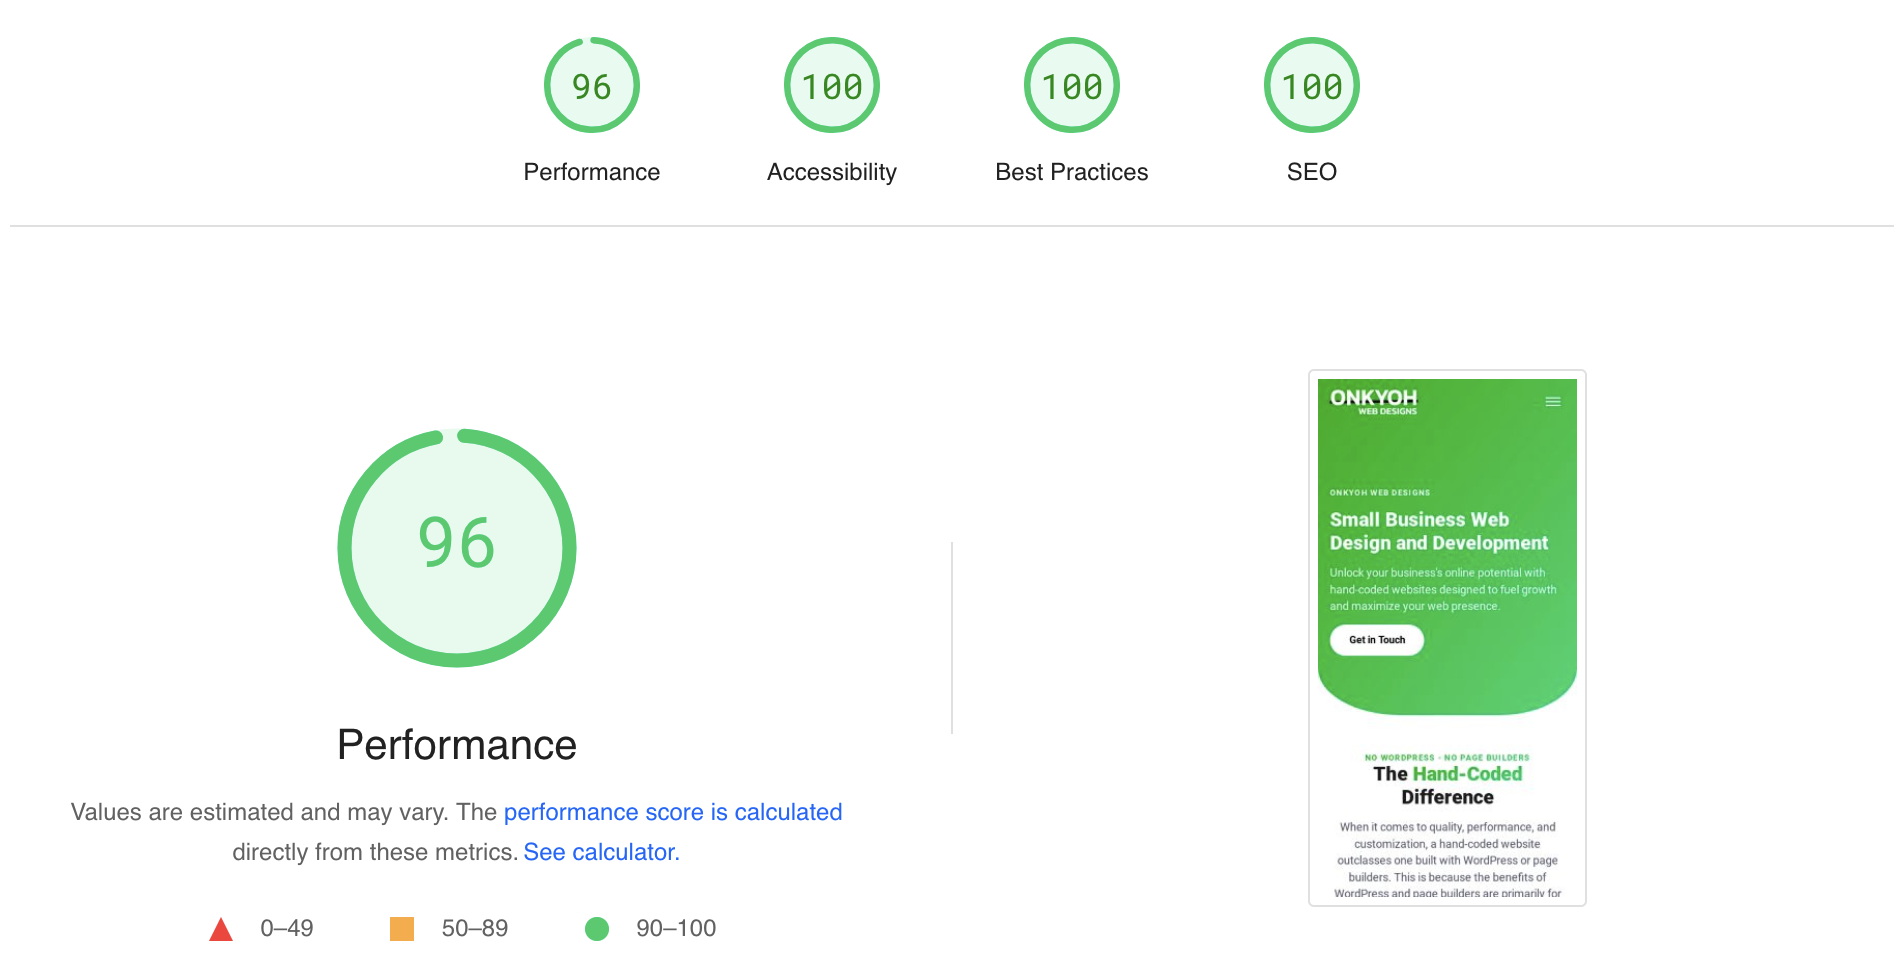 96
100
100
100
Performance
Accessibility
Best Practices
SEO
96
Performance
Values are estimated and may vary. The performance score is calculated
directly from these metrics. See calculator.
0–49
50–89
90–100
ONKYOH
WEB DESIGNS
ONKYOH WEB DESIGNS
Small Business Web
Design and Development
Unlock your business's online potential with
hand-coded websites designed to fuel growth
and maximize your web presence.
Get in Touch
NO WORDPRESS - NO PAGE BUILDERS
The Hand-Coded
Difference
When it comes to quality, performance, and
customization, a hand-coded website
outclasses one built with WordPress or page
builders. This is because the benefits of
WordPress and page builders are primarily for